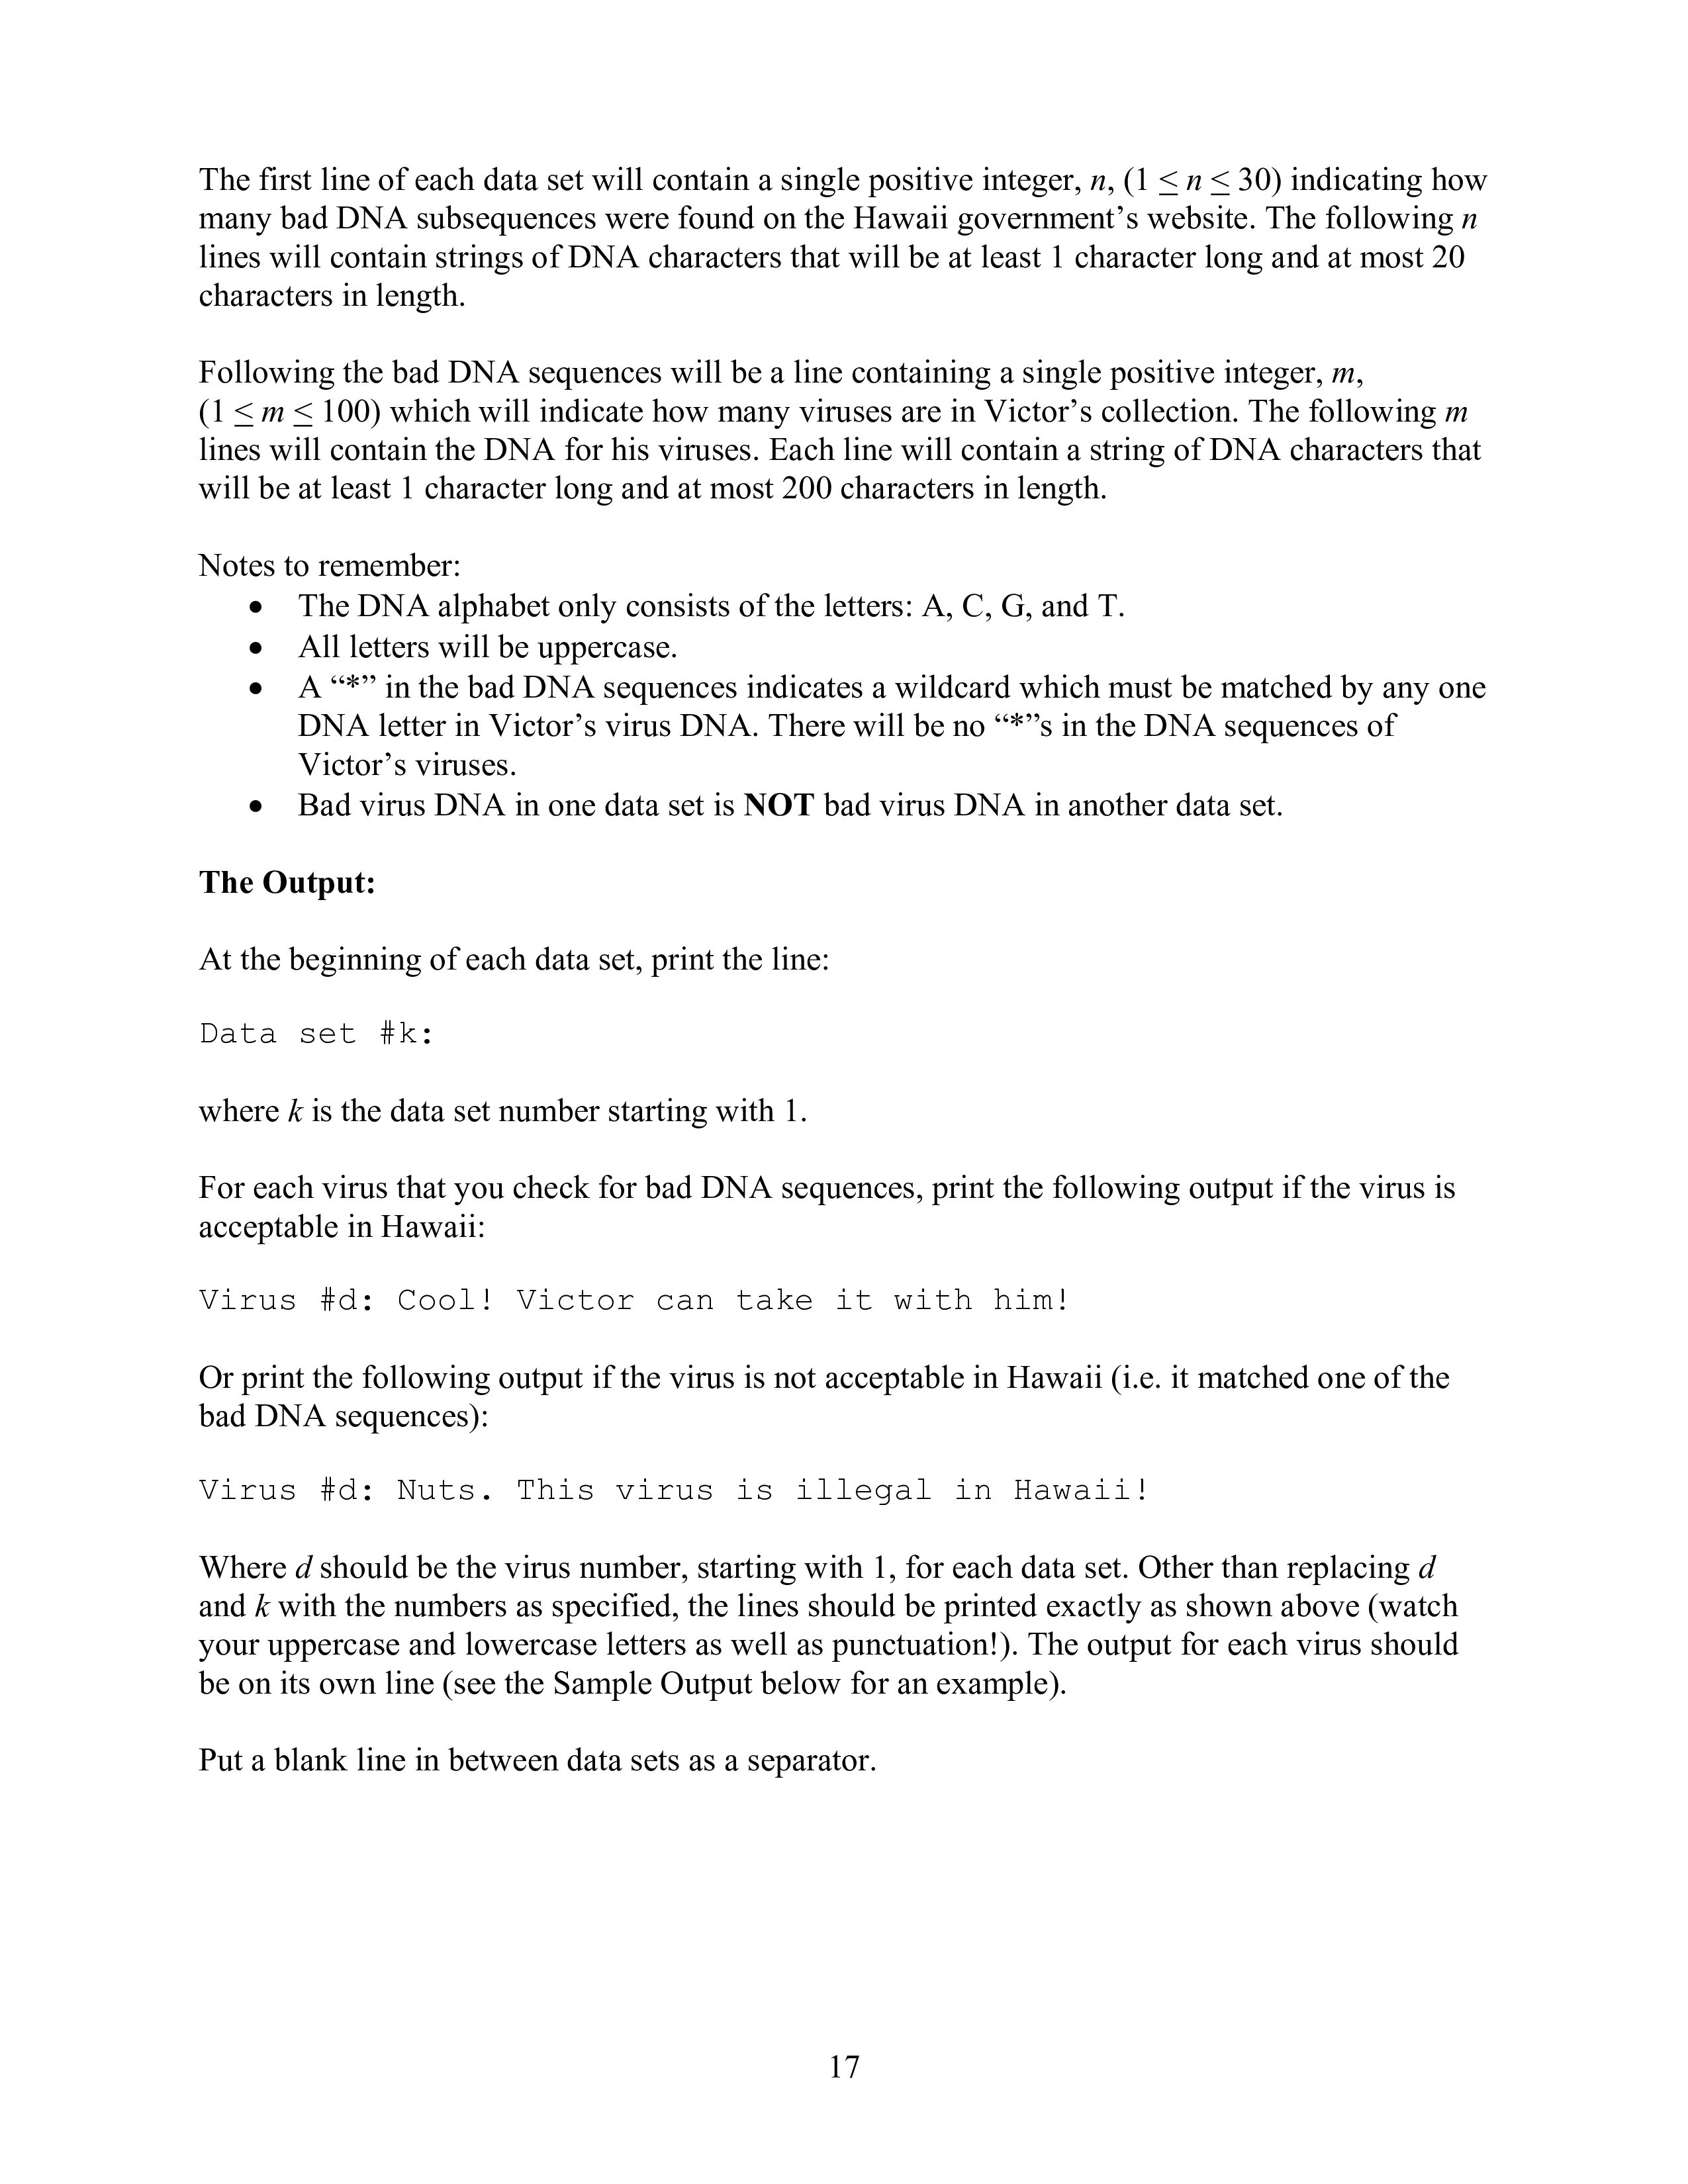 The first line of each data set will contain a single positive integer, n, (1 ≤ n ≤ 30) indicating how
many bad DNA subsequences were found on the Hawaii government’s website. The following n
lines will contain strings of DNA characters that will be at least 1 character long and at most 20
characters in length.
Following the bad DNA sequences will be a line containing a single positive integer, m,
(1 ≤ m ≤ 100) which will indicate how many viruses are in Victor’s collection. The following m
lines will contain the DNA for his viruses. Each line will contain a string of DNA characters that
will be at least 1 character long and at most 200 characters in length.
Notes to remember:
• The DNA alphabet only consists of the letters: A, C, G, and T.
• All letters will be uppercase.
• A “*” in the bad DNA sequences indicates a wildcard which must be matched by any one
DNA letter in Victor’s virus DNA. There will be no “*”s in the DNA sequences of
Victor’s viruses.
• Bad virus DNA in one data set is NOT bad virus DNA in another data set.
The Output:
At the beginning of each data set, print the line:
Data set #k:
where k is the data set number starting with 1.
For each virus that you check for bad DNA sequences, print the following output if the virus is
acceptable in Hawaii:
Virus #d: Cool! Victor can take it with him!
Or print the following output if the virus is not acceptable in Hawaii (i.e. it matched one of the
bad DNA sequences):
Virus #d: Nuts. This virus is illegal in Hawaii!
Where d should be the virus number, starting with 1, for each data set. Other than replacing d
and k with the numbers as specified, the lines should be printed exactly as shown above (watch
your uppercase and lowercase letters as well as punctuation!). The output for each virus should
be on its own line (see the Sample Output below for an example).
Put a blank line in between data sets as a separator.
17